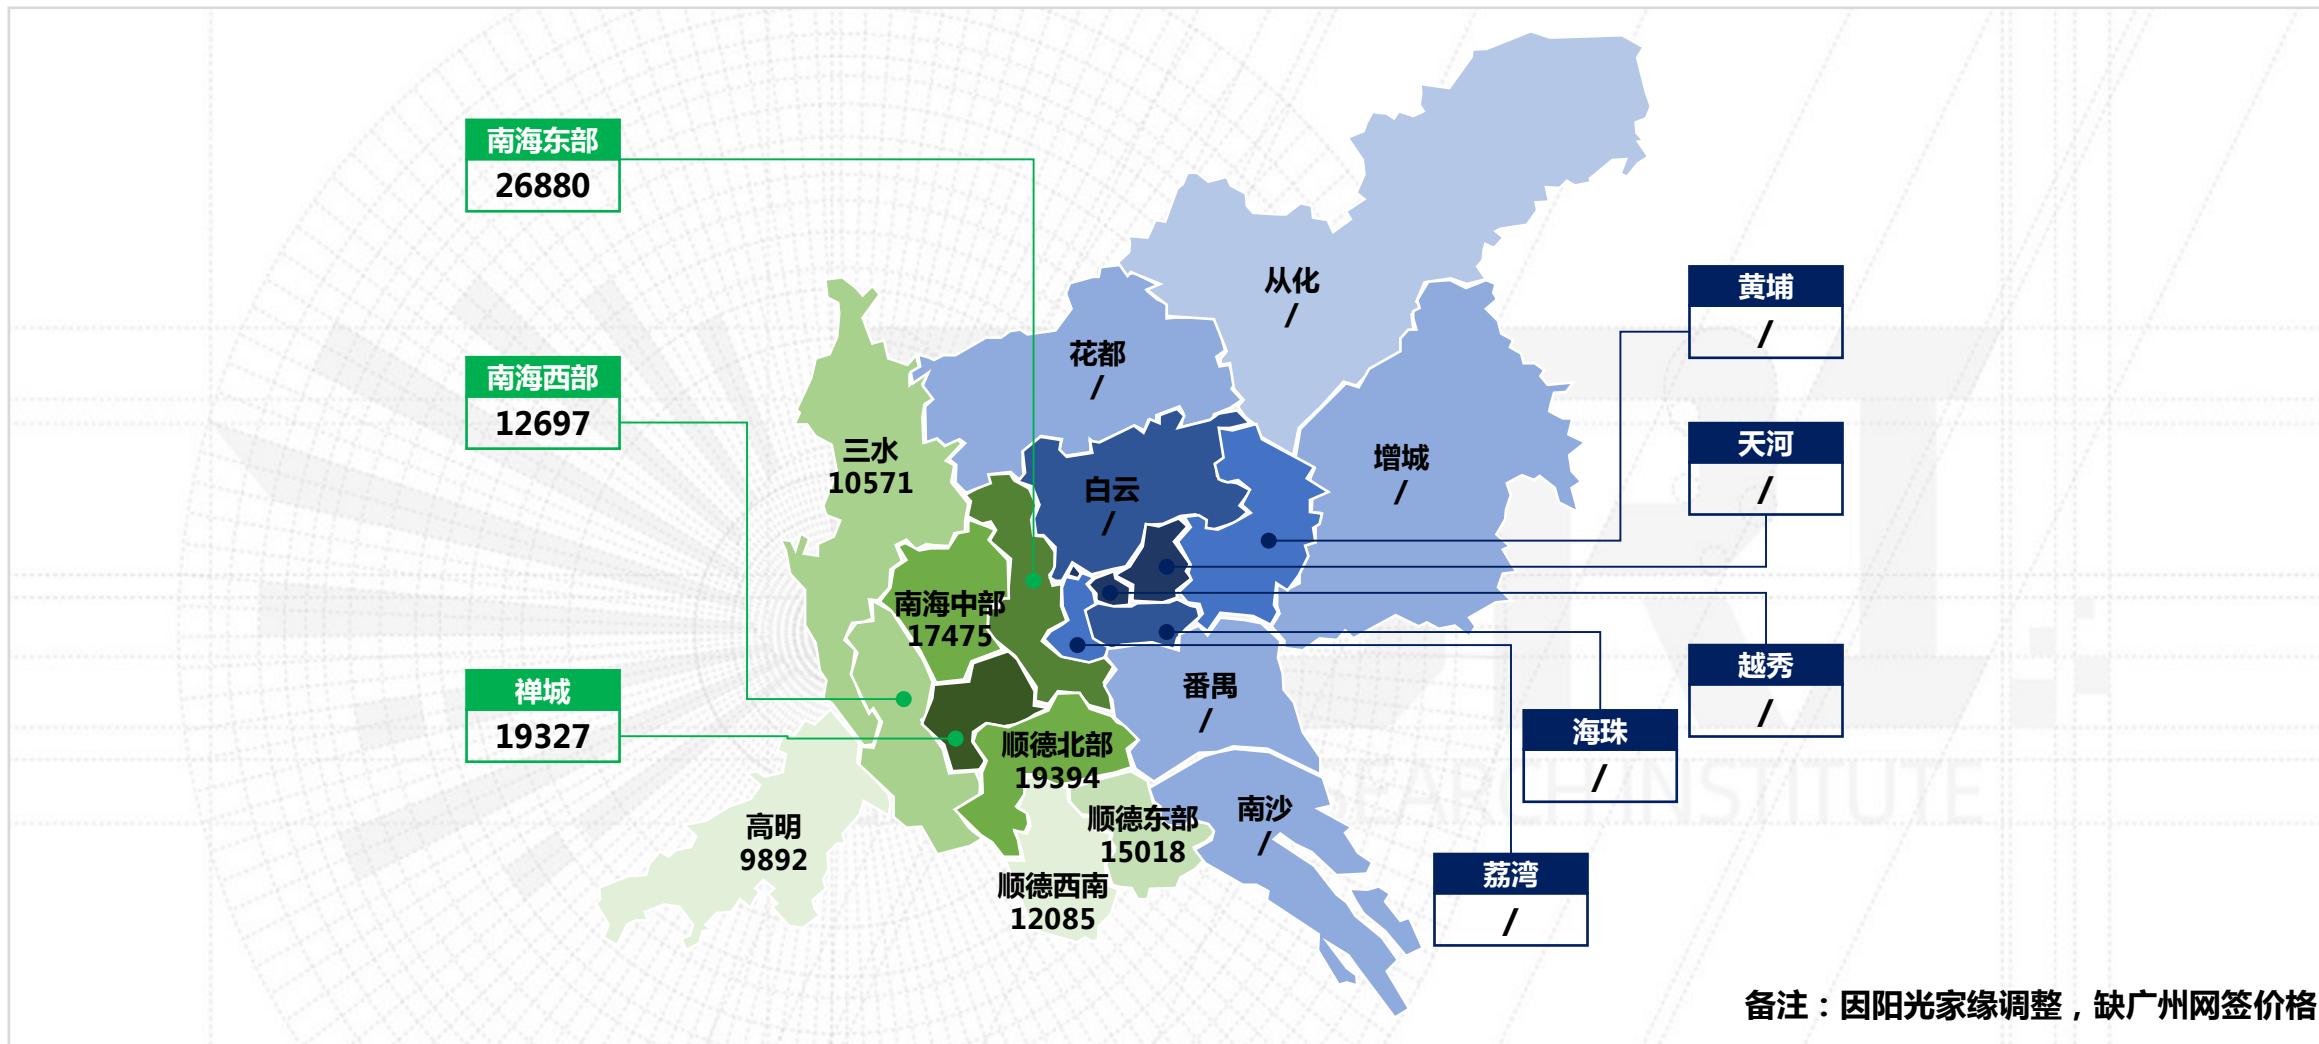 南海东部
26880
南海西部
12697
禅城
19327
从化
/
花都
/
增城
/
白云
/
三水
10571
南海中部
17475
番禺
/
顺德北部
19394
南沙
/
顺德东部
15018
顺德西南
12085
高明
9892
黄埔
/
天河
/
越秀
/
海珠
/
荔湾
/
SEARCH INSTITUTE
备注：因阳光家缘调整，缺广州网签价格